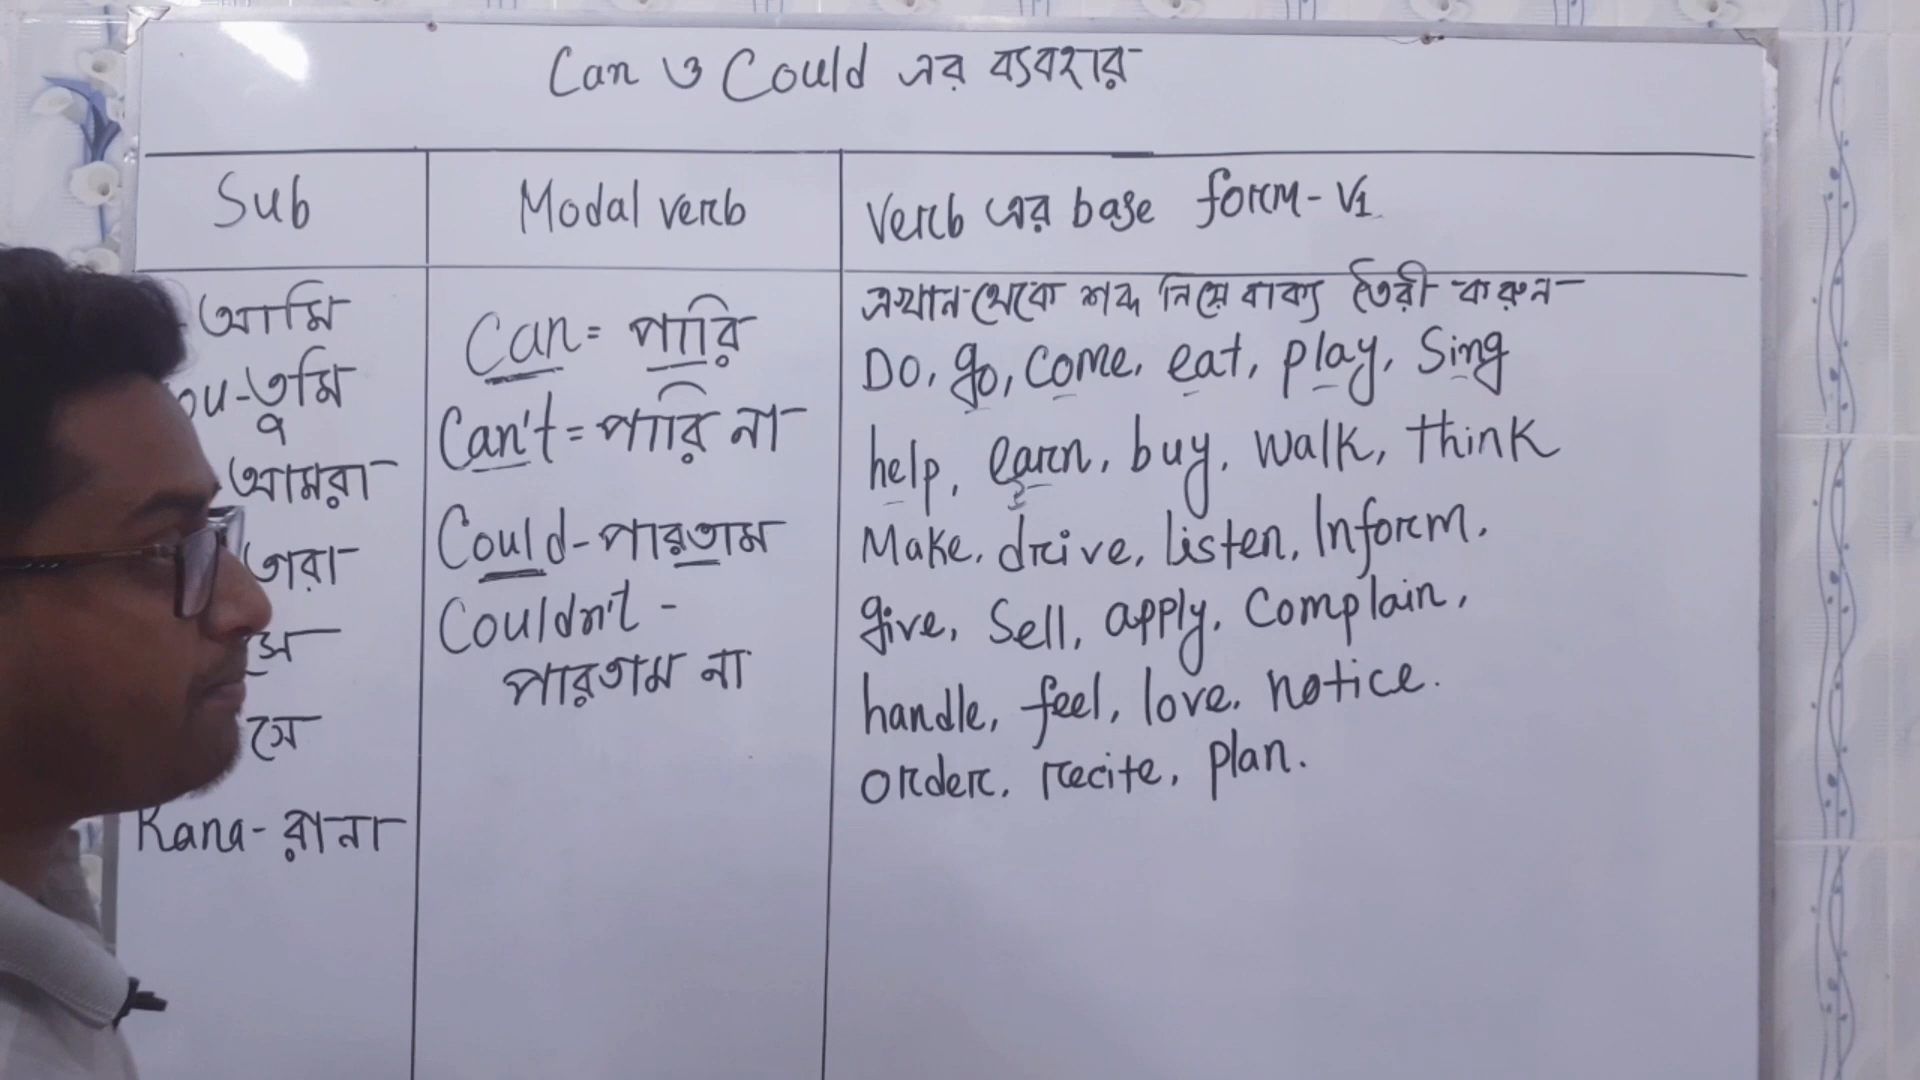 Can ও Could এর ব্যবহার
Sub
Modal verb
Verb এর base form - V1
আমি
ou - তুমি
আমরা
তারা
সে
সে
Rana - রানা
Can = পারি
Can't = পারি না
Could - পারতাম
Couldn't -
পারতাম না
এখান থেকে শব্দ নিয়ে বাক্য তৈরী করুন
Do, go, come, eat, play, Sing
help, earn, buy, walk, think
Make, drive, listen, Inform,
give, Sell, apply, Complain,
handle, feel, love, notice.
order, recite, plan.